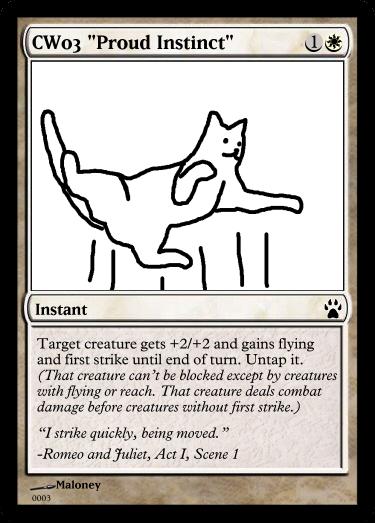 CW03 "Proud Instinct" 1
Instant
Target creature gets +2/+2 and gains flying
and first strike until end of turn. Untap it.
(That creature can't be blocked except by creatures
with flying or reach. That creature deals combat
damage before creatures without first strike.)
"I strike quickly, being moved."
-Romeo and Juliet, Act I, Scene 1
Maloney
0003